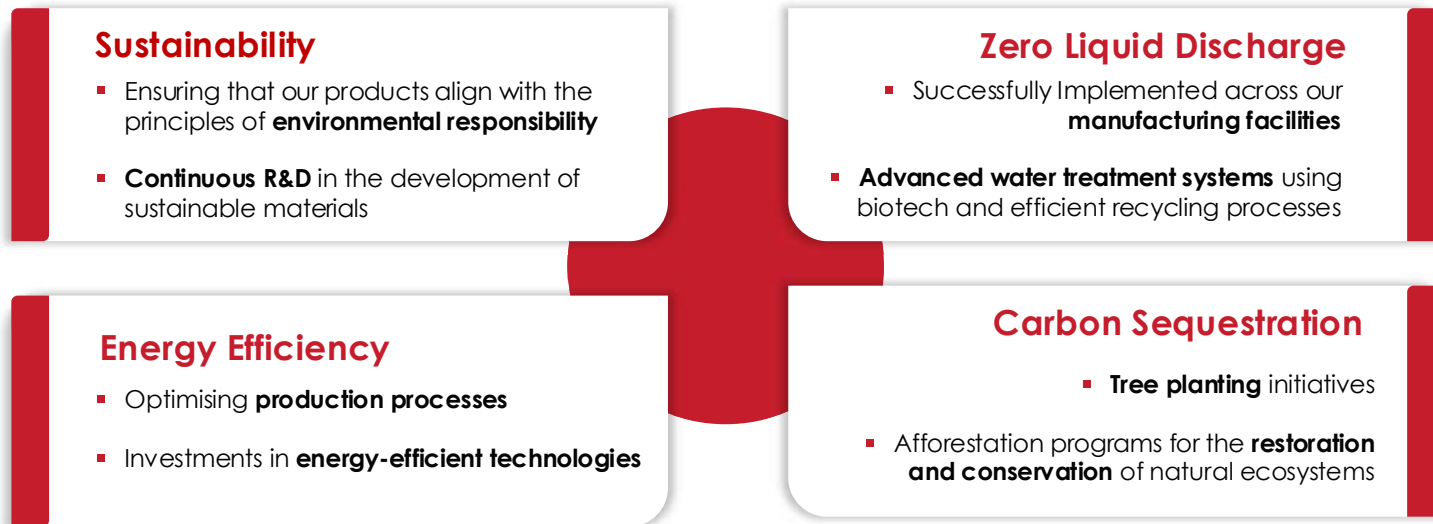 Sustainability
▪ Ensuring that our products align with the
principles of environmental responsibility
▪ Continuous R&D in the development of
sustainable materials
Zero Liquid Discharge
▪ Successfully Implemented across our
manufacturing facilities
▪ Advanced water treatment systems using
biotech and efficient recycling processes
Energy Efficiency
▪ Optimising production processes
▪ Investments in energy-efficient technologies
Carbon Sequestration
▪ Tree planting initiatives
▪ Afforestation programs for the restoration
and conservation of natural ecosystems